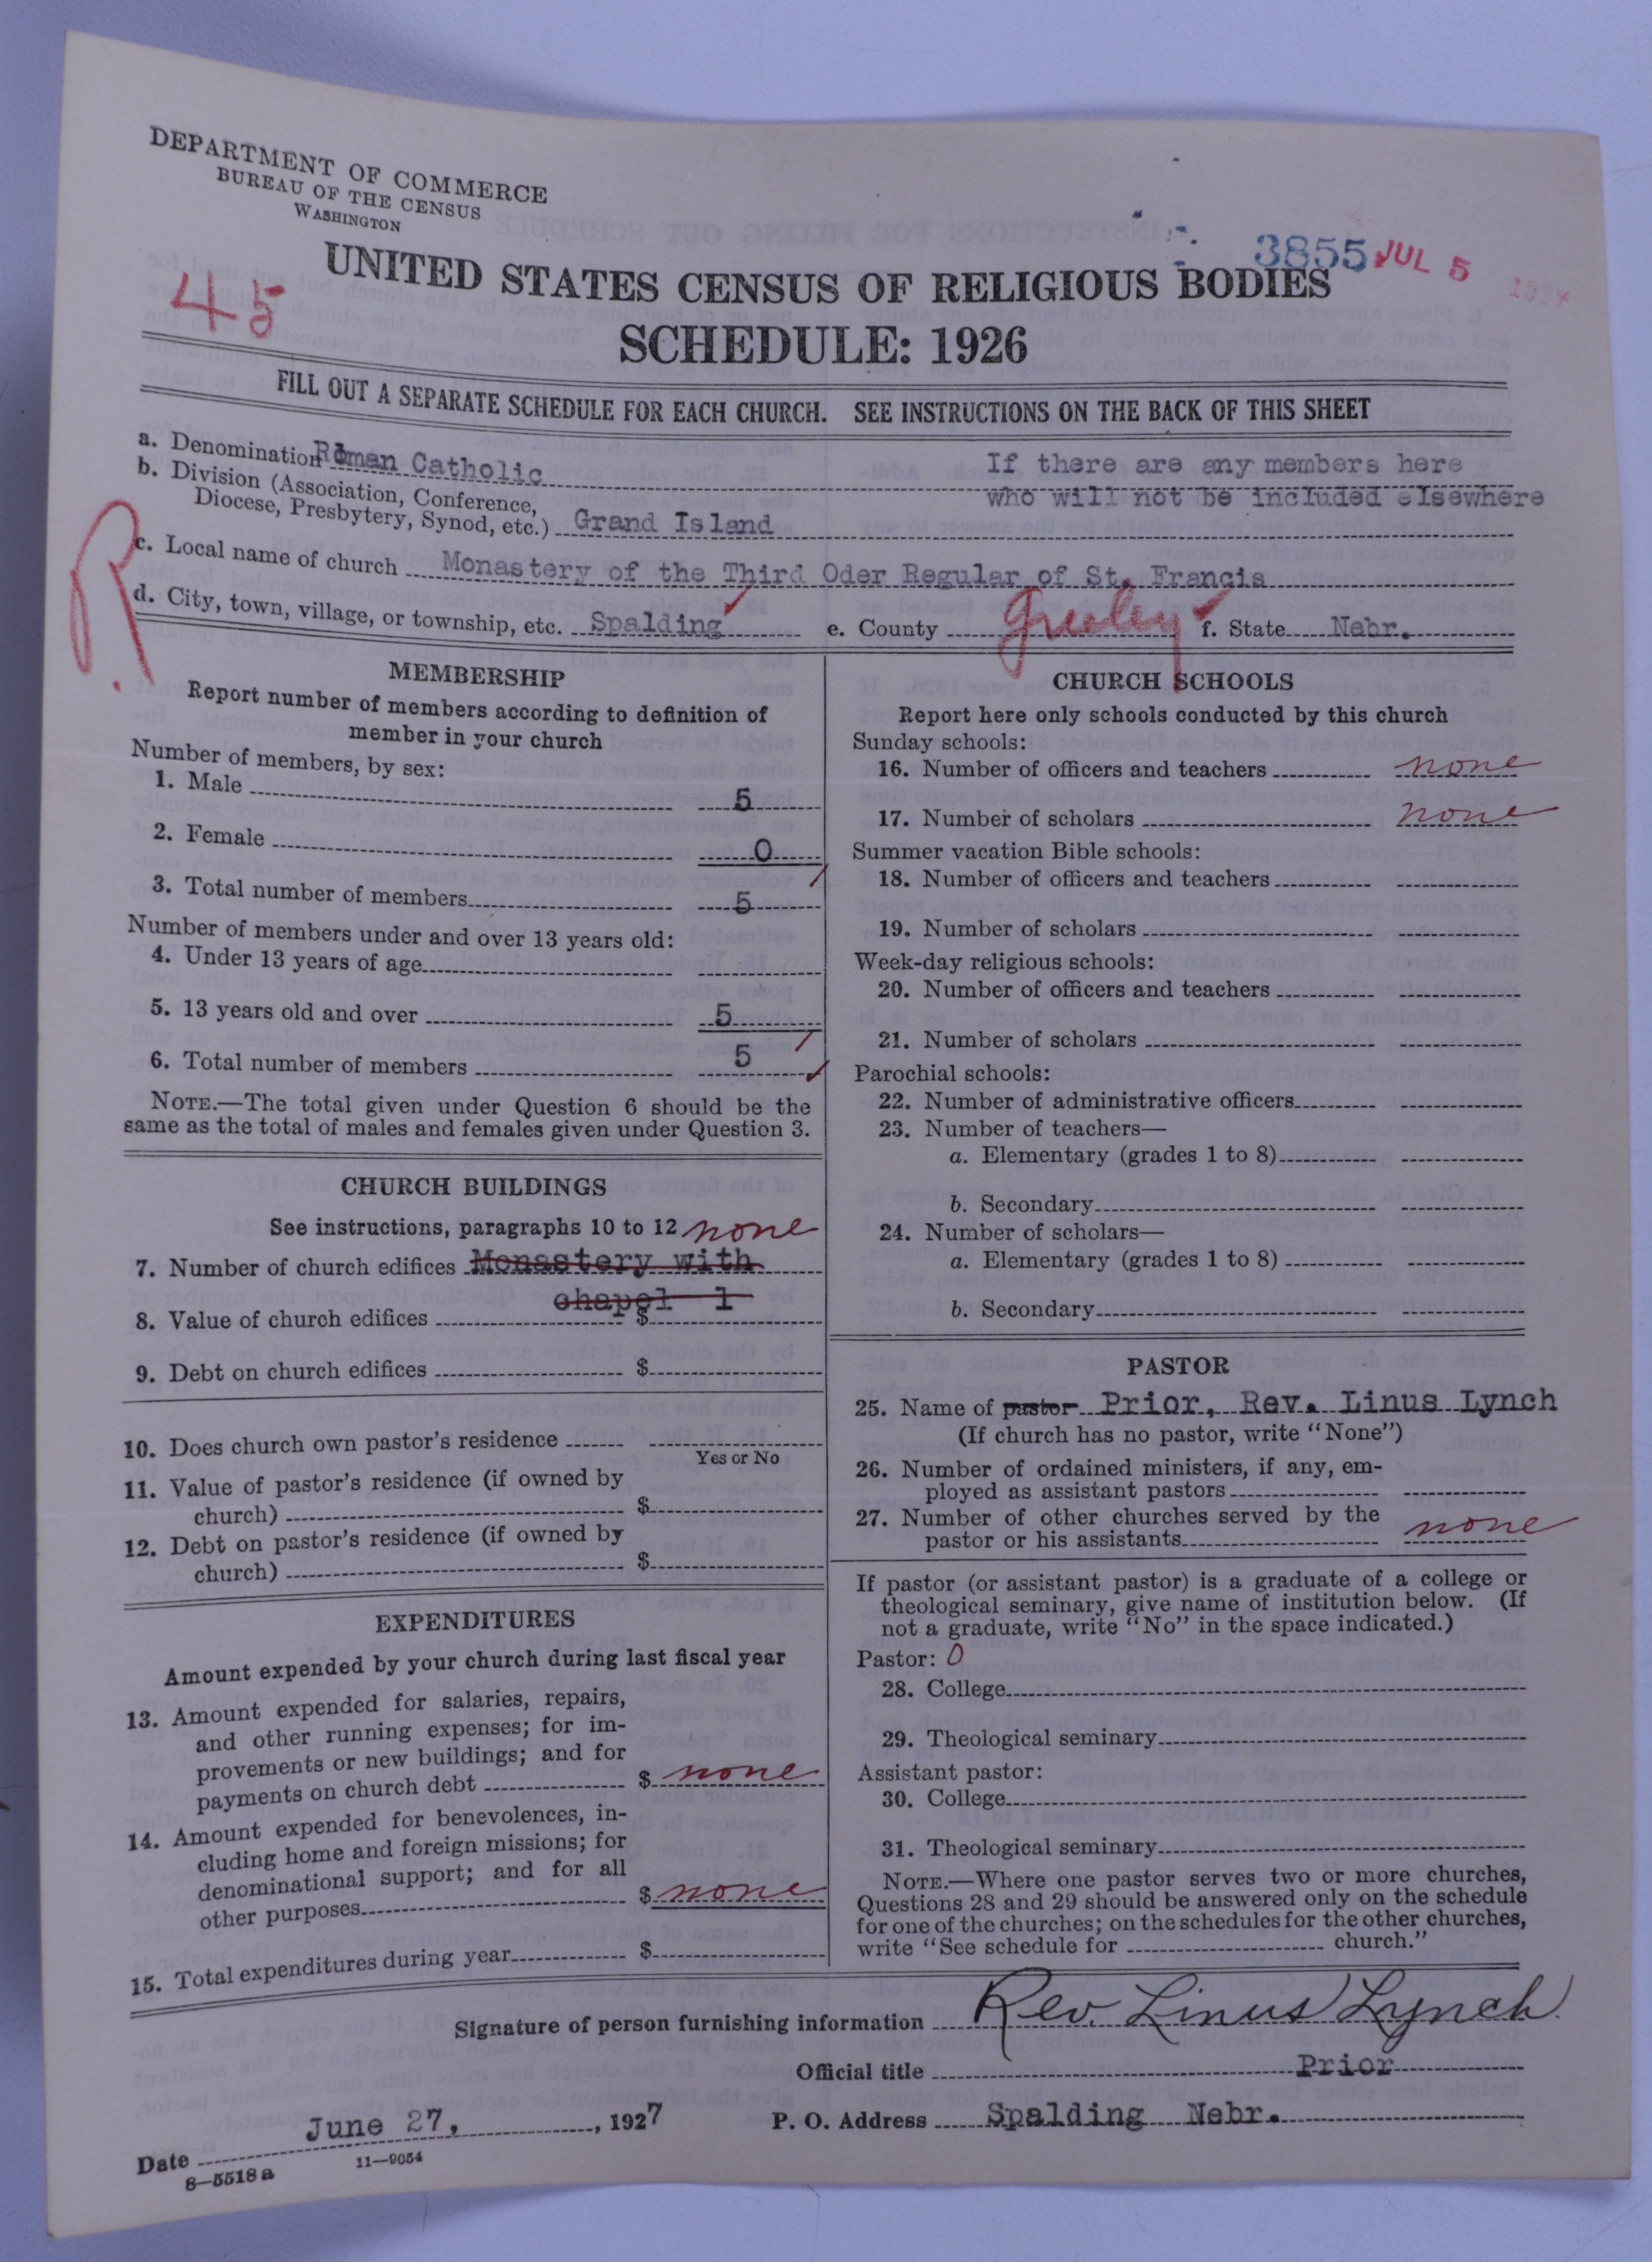 DEPARTMENT OF COMMERCE
BUREAU OF THE CENSUS
WASHINGTON
3855 JUL 5 1927
UNITED STATES CENSUS OF RELIGIOUS BODIES
45
SCHEDULE: 1926
FILL OUT A SEPARATE SCHEDULE FOR EACH CHURCH. SEE INSTRUCTIONS ON THE BACK OF THIS SHEET
a. Denomination Roman Catholic
If there are any members here
who will not be included elsewhere
b. Division (Association, Conference,
Diocese, Presbytery, Synod, etc.) Grand Island
R.
c. Local name of church Monastery of the Third Oder Regular of St. Francis
d. City, town, village, or township, etc. Spalding e. County Greeley f. State Nebr.
MEMBERSHIP
Report number of members according to definition of
member in your church
Number of members, by sex:
1. Male 5
2. Female 0
3. Total number of members 5
Number of members under and over 13 years old:
4. Under 13 years of age
5. 13 years old and over 5
6. Total number of members 5
NOTE.—The total given under Question 6 should be the
same as the total of males and females given under Question 3.
CHURCH BUILDINGS
See instructions, paragraphs 10 to 12 none
7. Number of church edifices Monastery with
chapel 1
8. Value of church edifices $
9. Debt on church edifices $
10. Does church own pastor's residence
Yes or No
11. Value of pastor's residence (if owned by
church) $
12. Debt on pastor's residence (if owned by
church) $
EXPENDITURES
Amount expended by your church during last fiscal year
13. Amount expended for salaries, repairs,
and other running expenses; for im-
provements or new buildings; and for
payments on church debt $ none
14. Amount expended for benevolences, in-
cluding home and foreign missions; for
denominational support; and for all
other purposes $ none
15. Total expenditures during year $
CHURCH SCHOOLS
Report here only schools conducted by this church
Sunday schools:
16. Number of officers and teachers none
17. Number of scholars none
Summer vacation Bible schools:
18. Number of officers and teachers
19. Number of scholars
Week-day religious schools:
20. Number of officers and teachers
21. Number of scholars
Parochial schools:
22. Number of administrative officers
23. Number of teachers—
a. Elementary (grades 1 to 8)
b. Secondary
24. Number of scholars—
a. Elementary (grades 1 to 8)
b. Secondary
PASTOR
25. Name of pastor Prior, Rev. Linus Lynch
(If church has no pastor, write "None")
26. Number of ordained ministers, if any, em-
ployed as assistant pastors
27. Number of other churches served by the
pastor or his assistants none
If pastor (or assistant pastor) is a graduate of a college or
theological seminary, give name of institution below. (If
not a graduate, write "No" in the space indicated.)
Pastor: 0
28. College
29. Theological seminary
Assistant pastor:
30. College
31. Theological seminary
NOTE.—Where one pastor serves two or more churches,
Questions 28 and 29 should be answered only on the schedule
for one of the churches; on the schedules for the other churches,
write "See schedule for church."
Signature of person furnishing information Rev. Linus Lynch
Official title Prior
Date June 27, 1927 P. O. Address Spalding Nebr.
8—5518 a 11—9054